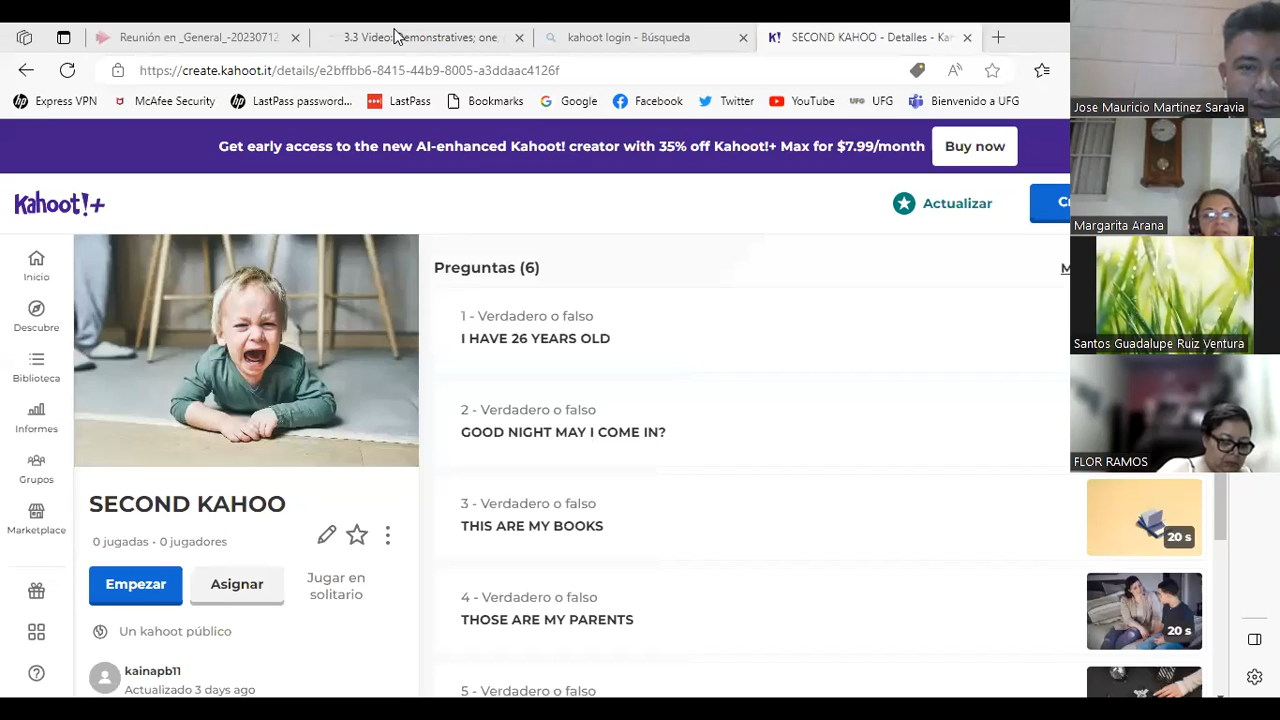 Reunión en _General_-20230712
3.3 Video: Demonstratives; one,
kahoot login - Búsqueda
K! SECOND KAHOO - Detalles - Kah
https://create.kahoot.it/details/e2bffbb6-8415-44b9-8005-a3ddaac4126f
Express VPN McAfee Security LastPass password... LastPass Bookmarks Google Facebook Twitter YouTube UFG UFG Bienvenido a UFG
Get early access to the new AI-enhanced Kahoot! creator with 35% off Kahoot!+ Max for $7.99/month Buy now
Kahoot!+
Actualizar
Inicio
Descubre
Biblioteca
Informes
Grupos
Marketplace
SECOND KAHOO
0 jugadas • 0 jugadores
Empezar
Asignar
Jugar en
solitario
Un kahoot público
kainapb11
Actualizado 3 days ago
Preguntas (6)
1 - Verdadero o falso
I HAVE 26 YEARS OLD
2 - Verdadero o falso
GOOD NIGHT MAY I COME IN?
3 - Verdadero o falso
THIS ARE MY BOOKS
20 s
4 - Verdadero o falso
THOSE ARE MY PARENTS
20 s
5 - Verdadero o falso
Jose Mauricio Martinez Saravia
Margarita Arana
Santos Guadalupe Ruiz Ventura
FLOR RAMOS